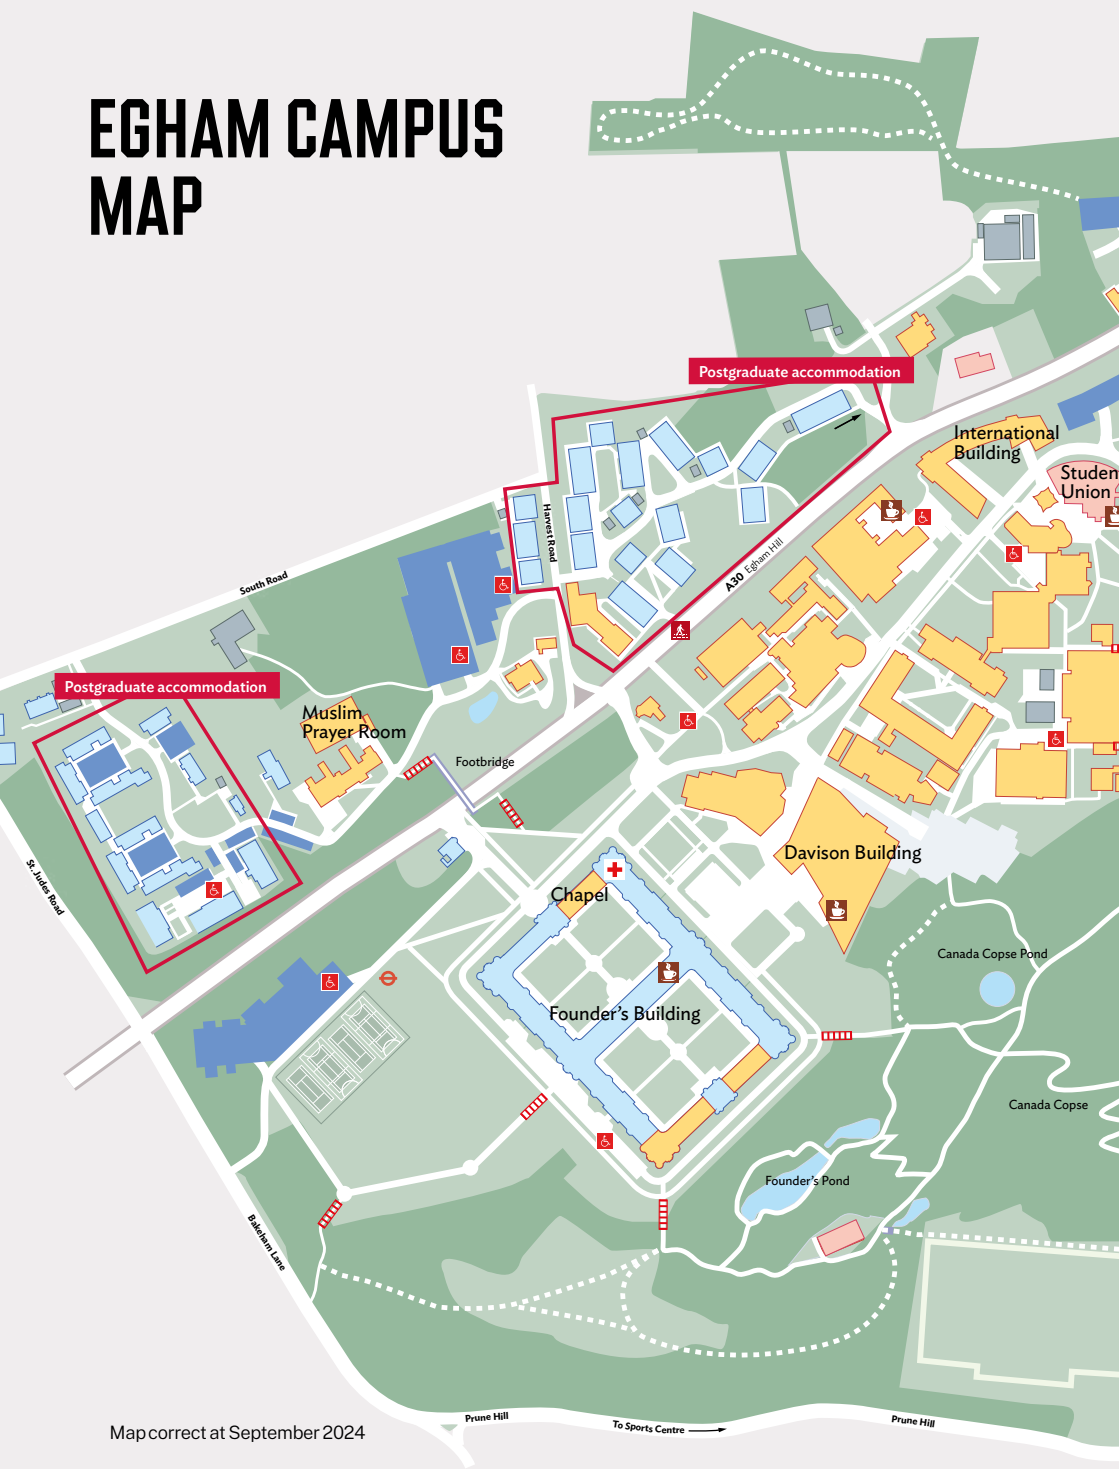 EGHAM CAMPUS
MAP
Postgraduate accommodation
International
Building
Studen
Union
Harvest Road
A30 Egham Hill
South Road
Postgraduate accommodation
Muslim
Prayer Room
Footbridge
Davison Building
St. Judes Road
Chapel
Canada Copse Pond
Founder's Building
Canada Copse
Founder's Pond
Bakeham Lane
Prune Hill
To Sports Centre
Prune Hill
Map correct at September 2024